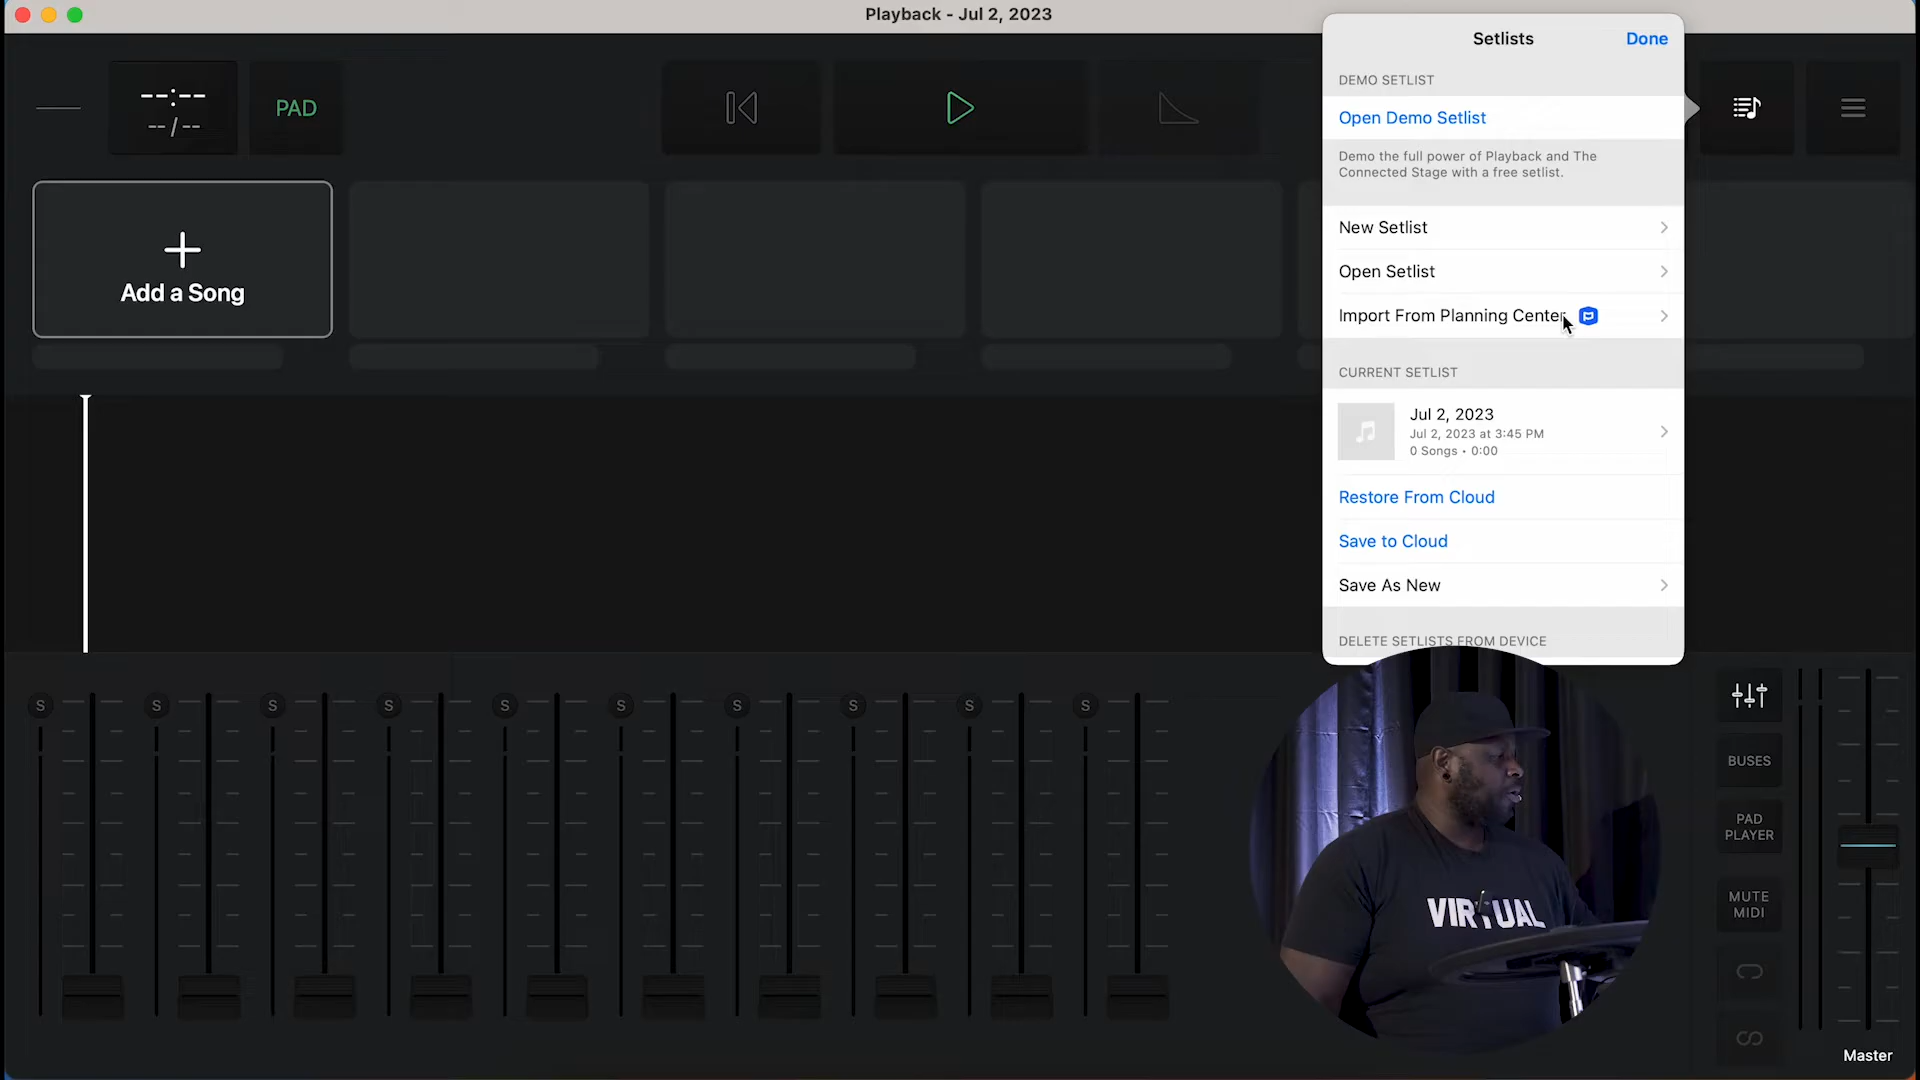 Playback - Jul 2, 2023
Setlists
Done
DEMO SETLIST
Open Demo Setlist
Demo the full power of Playback and The
Connected Stage with a free setlist.
New Setlist
Open Setlist
Import From Planning Center
CURRENT SETLIST
Jul 2, 2023
Jul 2, 2023 at 3:45 PM
0 Songs • 0:00
Restore From Cloud
Save to Cloud
Save As New
DELETE SETLISTS FROM DEVICE
--:--
--/--
PAD
Add a Song
S S S S S S S S S S
BUSES
PAD
PLAYER
MUTE
MIDI
Master
VIRTUAL